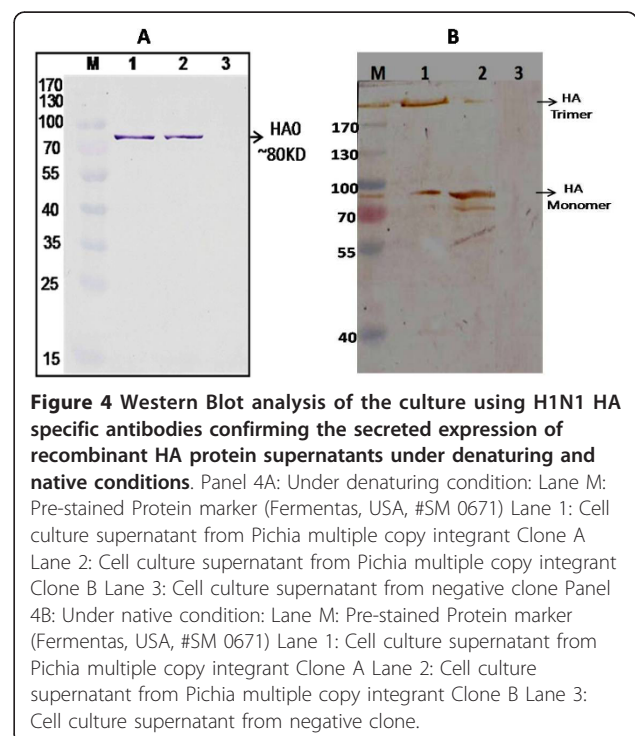 A
B
M 1 2 3
170
130
100
70
55
40
35
25
15
HA0
~80KD
M 1 2 3
170
130
100
70
55
40
HA
Trimer
HA
Monomer
Figure 4 Western Blot analysis of the culture using H1N1 HA
specific antibodies confirming the secreted expression of
recombinant HA protein supernatants under denaturing and
native conditions. Panel 4A: Under denaturing condition: Lane M:
Pre-stained Protein marker (Fermentas, USA, #SM 0671) Lane 1: Cell
culture supernatant from Pichia multiple copy integrant Clone A
Lane 2: Cell culture supernatant from Pichia multiple copy integrant
Clone B Lane 3: Cell culture supernatant from negative clone Panel
4B: Under native condition: Lane M: Pre-stained Protein marker
(Fermentas, USA, #SM 0671) Lane 1: Cell culture supernatant from
Pichia multiple copy integrant Clone A Lane 2: Cell culture
supernatant from Pichia multiple copy integrant Clone B Lane 3:
Cell culture supernatant from negative clone.